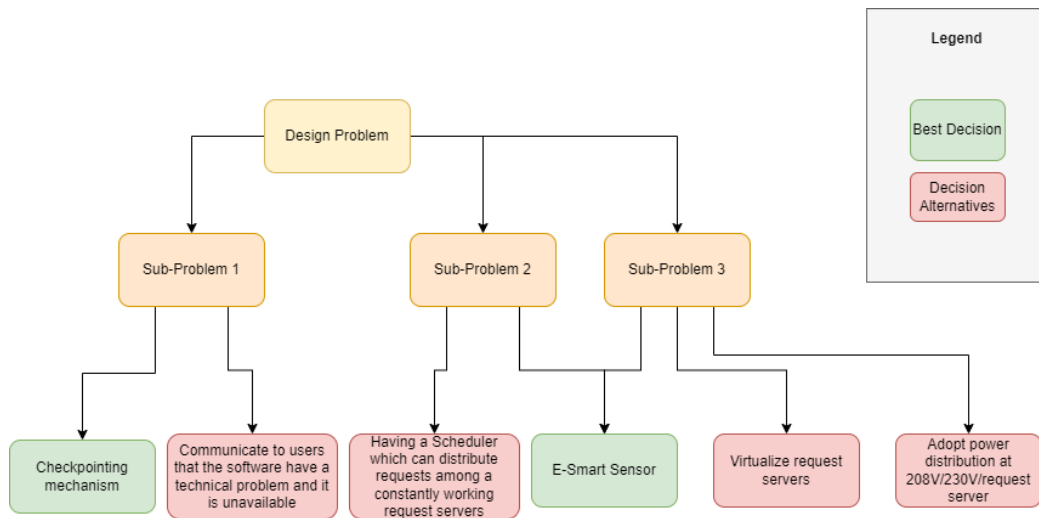 Legend
Best Decision
Decision
Alternatives
Design Problem
Sub-Problem 1
Sub-Problem 2
Sub-Problem 3
Checkpointing
mechanism
Communicate to users
that the software have a
technical problem and it
is unavailable
Having a Scheduler
which can distribute
requests among a
constantly working
request servers
E-Smart Sensor
Virtualize request
servers
Adopt power
distribution at
208V/230V/request
server